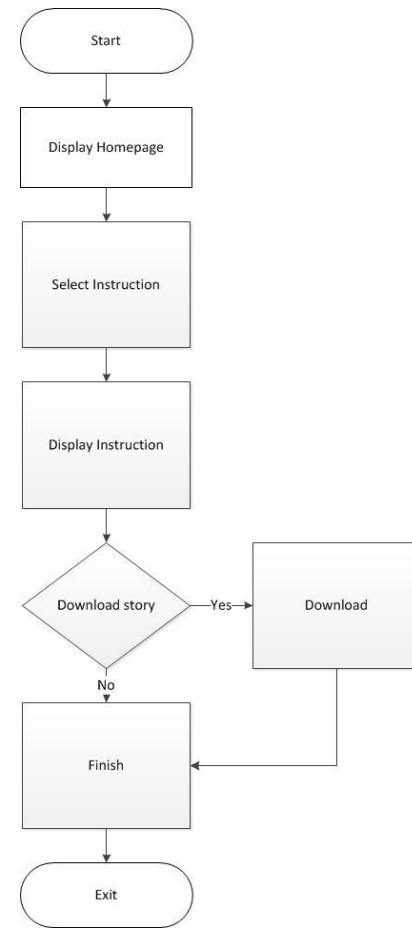 Start
Display Homepage
Select Instruction
Display Instruction
Download story
Yes
Download
No
Finish
Exit